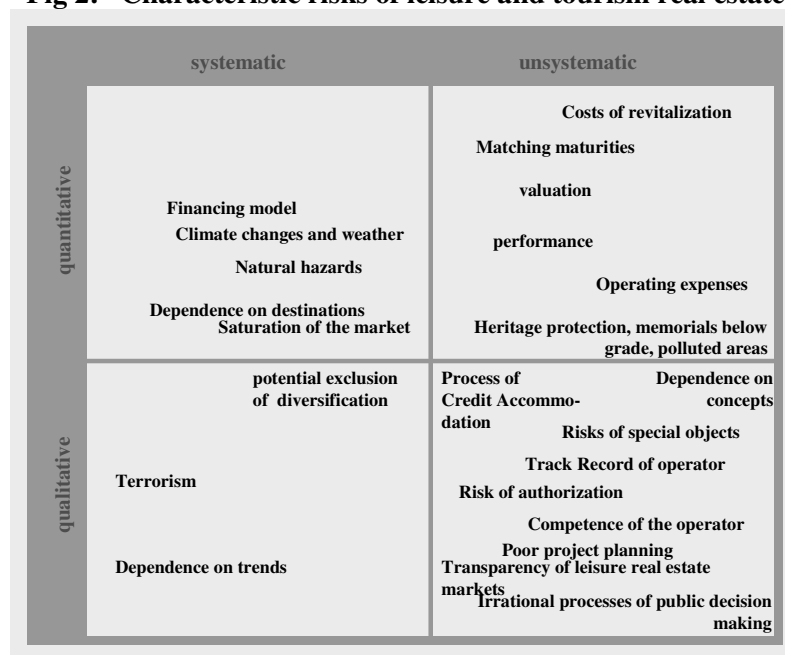 Fig 2: Characteristic risks of leisure and tourism real estate
systematic
unsystematic
quantitative
Financing model
Climate changes and weather
Natural hazards
Dependence on destinations
Saturation of the market
Costs of revitalization
Matching maturities
valuation
performance
Operating expenses
Heritage protection, memorials below
grade, polluted areas
qualitative
potential exclusion
of diversification
Terrorism
Dependence on trends
Process of
Credit Accommo-
dation
Dependence on
concepts
Risks of special objects
Track Record of operator
Risk of authorization
Competence of the operator
Poor project planning
Transparency of leisure real estate
markets
Irrational processes of public decision
making